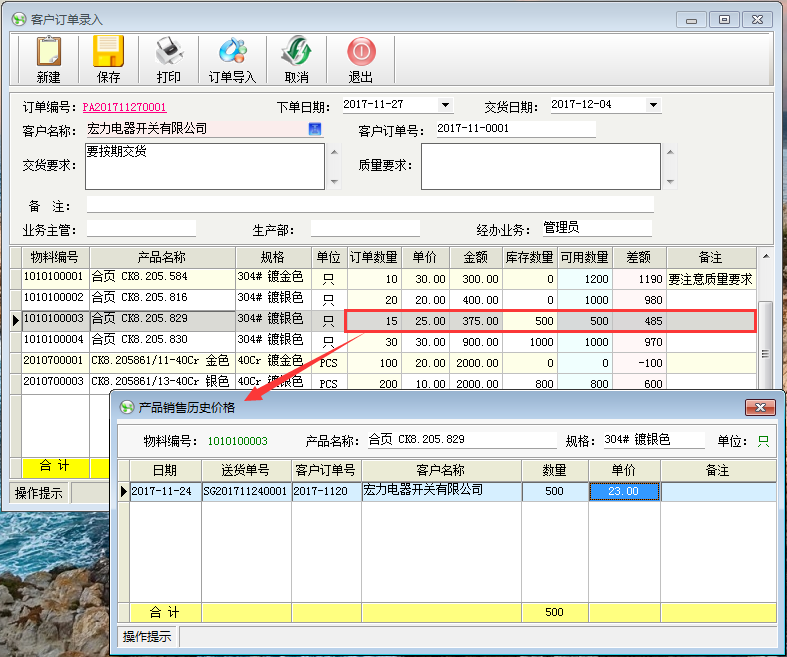 客户订单录入
新建 保存 打印 订单导入 取消 退出
订单编号: PA201711270001 下单日期: 2017-11-27 交货日期: 2017-12-04
客户名称: 宏力电器开关有限公司 客户订单号: 2017-11-0001
交货要求: 要按期交货 质量要求:
备 注:
业务主管: 生产部: 经办业务: 管理员
物料编号 产品名称 规格 单位 订单数量 单价 金额 库存数量 可用数量 差额 备注
1010100001 合页 CK8.205.584 304# 镀金色 只 10 30.00 300.00 0 1200 1190 要注意质量要求
1010100002 合页 CK8.205.816 304# 镀银色 只 20 20.00 400.00 0 1000 980
1010100003 合页 CK8.205.829 304# 镀银色 只 15 25.00 375.00 500 500 485
1010100004 合页 CK8.205.830 304# 镀银色 只 30 30.00 900.00 1000 1000 970
2010700001 CK8.205861/11-40Cr 金色 40Cr 镀金色 PCS 100 20.00 2000.00 0 0 -100
2010700003 CK8.205861/13-40Cr 银色 40Cr 镀银色 PCS 200 10.00 2000.00 800 800 600
合 计
操作提示
产品销售历史价格
物料编号: 1010100003 产品名称: 合页 CK8.205.829 规格: 304# 镀银色 单位: 只
日期 送货单号 客户订单号 客户名称 数量 单价 备注
2017-11-24 SG201711240001 2017-1120 宏力电器开关有限公司 500 23.00
合 计 500
操作提示